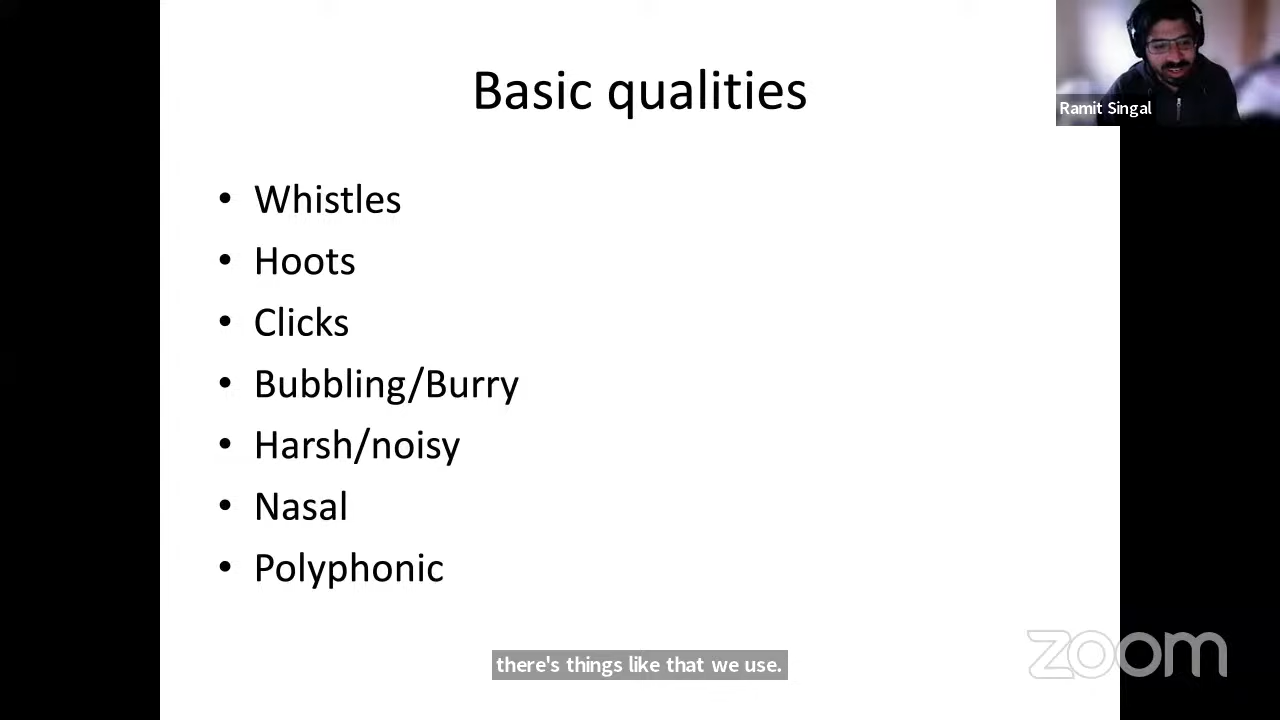 Basic qualities
Ramit Singal
• Whistles
• Hoots
• Clicks
• Bubbling/Burry
• Harsh/noisy
• Nasal
• Polyphonic
there's things like that we use.
zoom